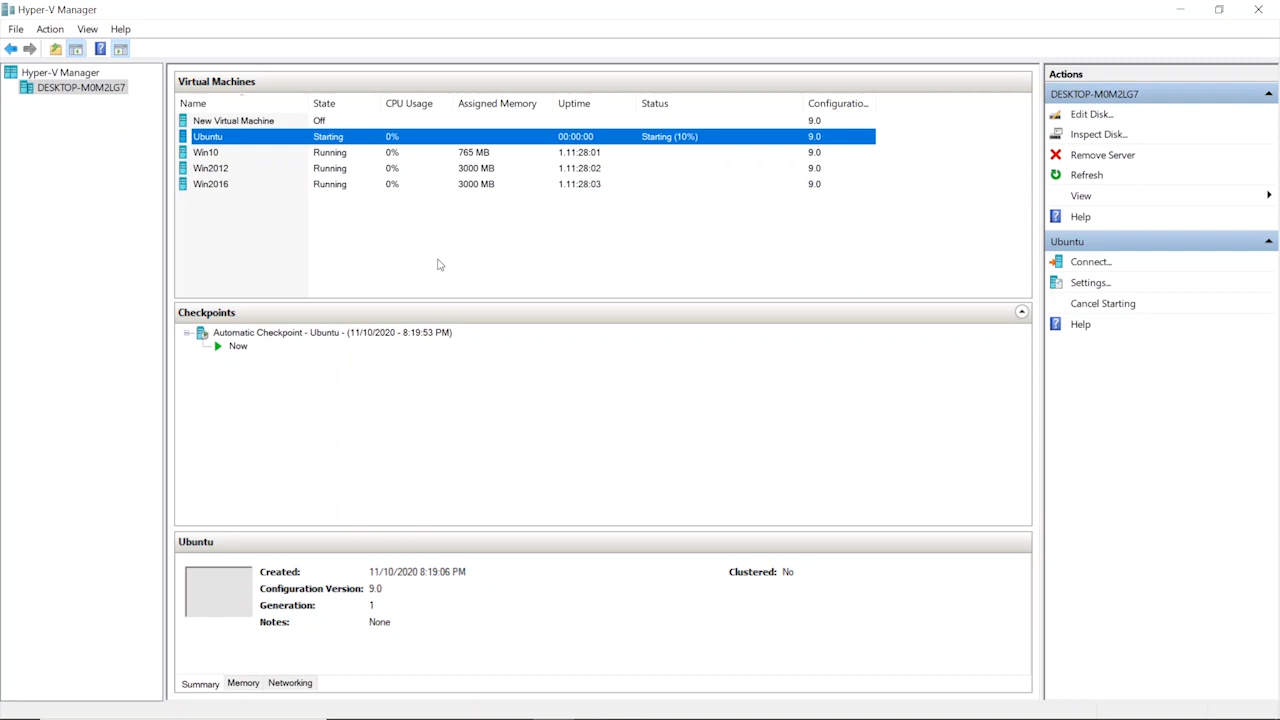 Hyper-V Manager
File Action View Help
Hyper-V Manager
DESKTOP-M0M2LG7
Virtual Machines
Name State CPU Usage Assigned Memory Uptime Status Configuratio...
New Virtual Machine Off 9.0
Ubuntu Starting 0% 00:00:00 Starting (10%) 9.0
Win10 Running 0% 765 MB 1.11:28:01 9.0
Win2012 Running 0% 3000 MB 1.11:28:02 9.0
Win2016 Running 0% 3000 MB 1.11:28:03 9.0
Checkpoints
Automatic Checkpoint - Ubuntu - (11/10/2020 - 8:19:53 PM)
Now
Ubuntu
Created: 11/10/2020 8:19:06 PM Clustered: No
Configuration Version: 9.0
Generation: 1
Notes: None
Summary Memory Networking
Actions
DESKTOP-M0M2LG7
Edit Disk...
Inspect Disk...
Remove Server
Refresh
View
Help
Ubuntu
Connect...
Settings...
Cancel Starting
Help